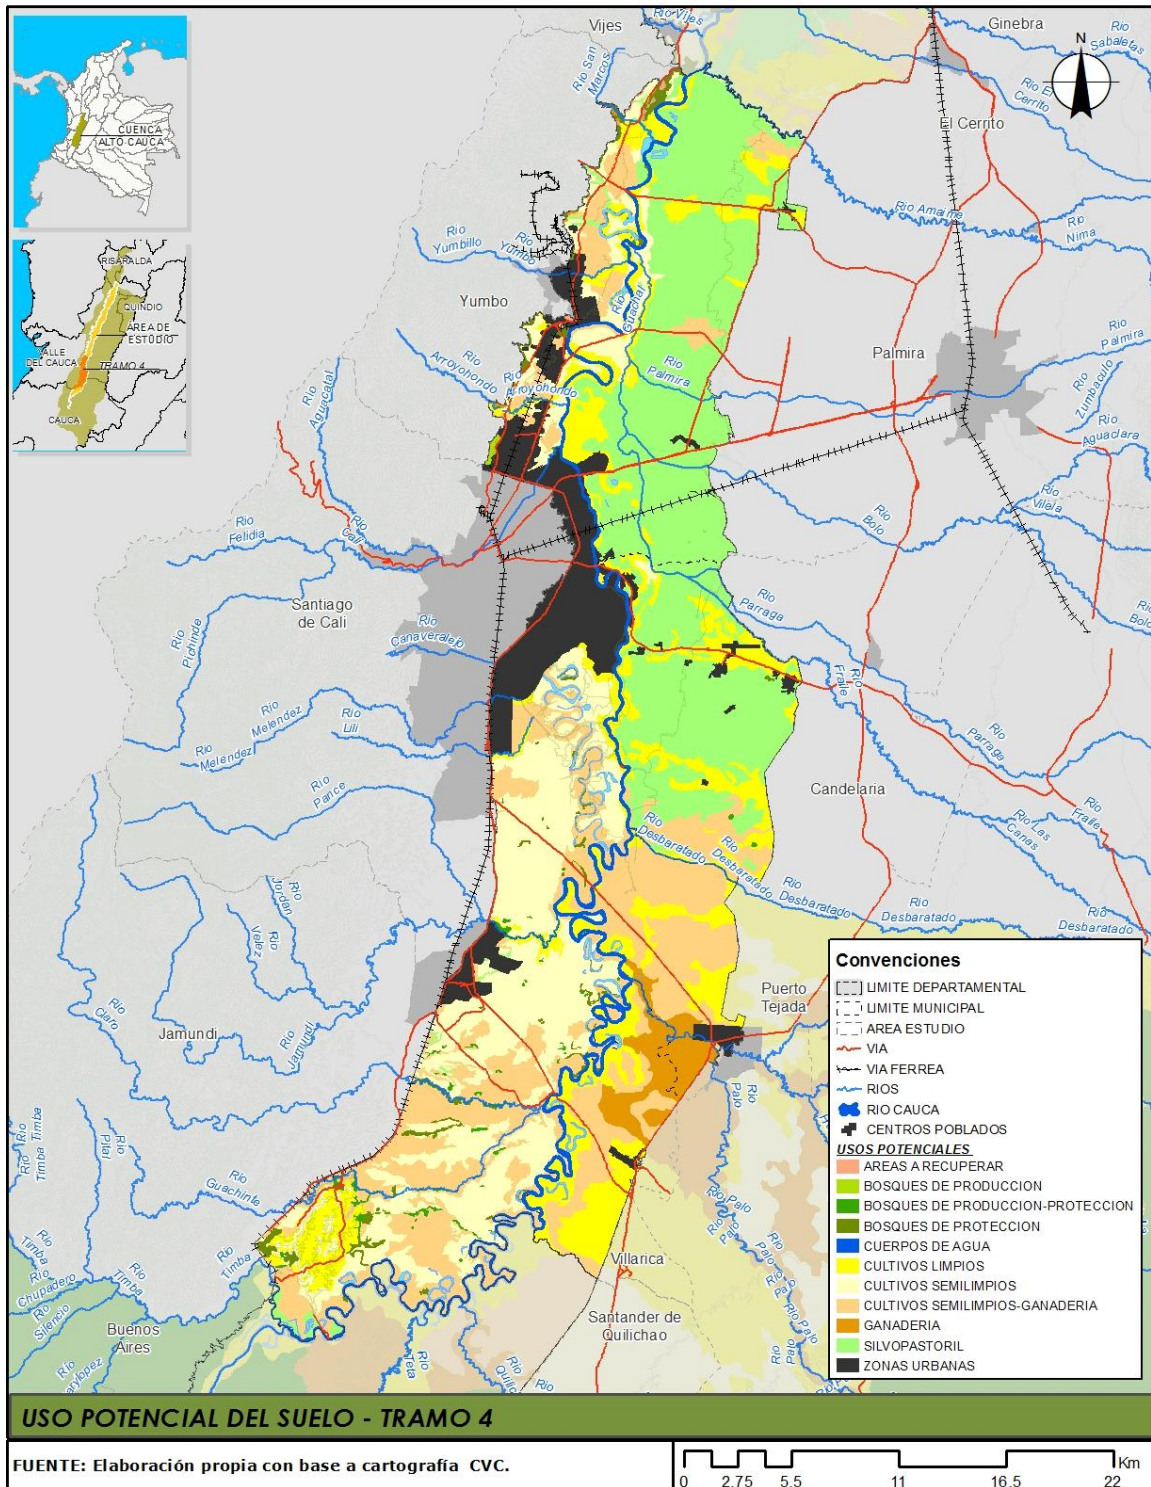 Vijes
Rio Vijes
Ginebra
Rio
Sabaletas
Rio San
Marcos
Rio El
Cerrito
N
El Cerrito
CUENCA
ALTO CAUCA
Rio Amaime
Rio
Nima
Rio
Yumbillo
Rio
Yumbo
Yumbo
Rio
Guachal
RISARALDA
QUINDIO
AREA DE
ESTUDIO
VALLE
DEL CAUCA
TRAMO 4
CAUCA
Rio
Arroyohondo
Rio
Arroyohondo
Rio
Palmira
Palmira
Rio
Palmira
Rio
Zumbaculo
Rio
Aguacatal
Rio
Aguaclara
Rio
Vilela
Rio
Bolo
Rio
Bolo
Rio
Felidia
Rio
Cali
Rio
Pichinde
Santiago
de Cali
Rio
Canaveralejo
Rio
Parraga
Rio
Fraile
Rio
Parraga
Rio
Melendez
Rio
Melendez
Rio
Lili
Rio
Pance
Candelaria
Rio
Fraile
Rio Las
Canas
Rio
Desbaratado
Rio
Desbaratado
Rio
Desbaratado
Rio
Desbaratado
Rio
Desbaratado
Rio
Jordan
Rio
Velez
Rio
Claro
Jamundi
Rio
Jamundi
Puerto
Tejada
Rio
Palo
Rio
Timba
Rio
Pital
Rio
Guachinte
Rio
Timba
Rio
Timba
Rio
Timba
Rio
Chupadero
Rio
Silencio
Buenos
Aires
Rio
Marylopez
Rio
Teta
Rio
Quilichao
Villarica
Santander de
Quilichao
Rio Palo
Rio
Palo
Rio Palo
Rio
Palo
Convenciones
LIMITE DEPARTAMENTAL
LIMITE MUNICIPAL
AREA ESTUDIO
VIA
VIA FERREA
RIOS
RIO CAUCA
CENTROS POBLADOS
USOS POTENCIALES
AREAS A RECUPERAR
BOSQUES DE PRODUCCION
BOSQUES DE PRODUCCION-PROTECCION
BOSQUES DE PROTECCION
CUERPOS DE AGUA
CULTIVOS LIMPIOS
CULTIVOS SEMILIMPIOS
CULTIVOS SEMILIMPIOS-GANADERIA
GANADERIA
SILVOPASTORIL
ZONAS URBANAS
USO POTENCIAL DEL SUELO - TRAMO 4
FUENTE: Elaboración propia con base a cartografía CVC.
0 2.75 5.5 11 16.5 22 Km